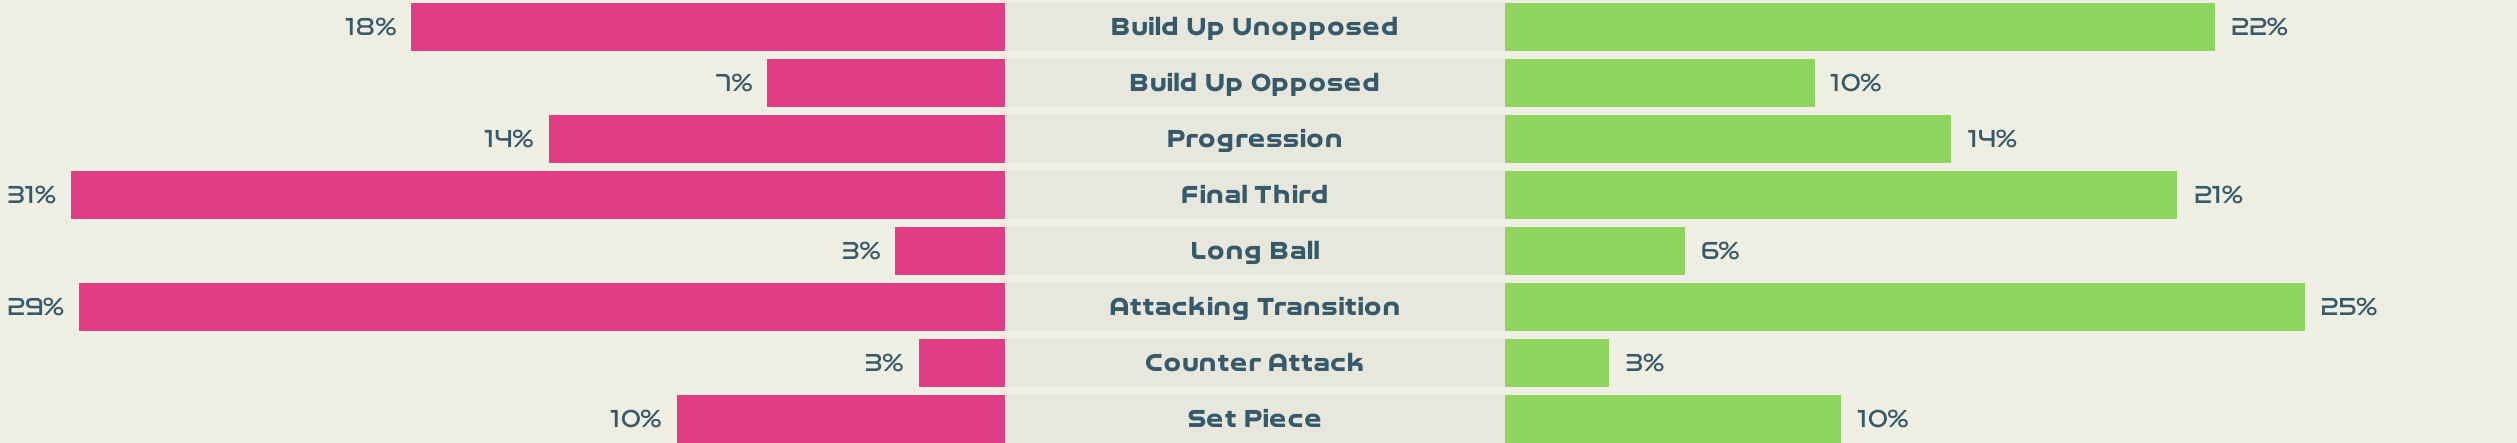 18% Build Up Unopposed 22%
7% Build Up Opposed 10%
14% Progression 14%
31% Final Third 21%
3% Long Ball 6%
29% Attacking Transition 25%
3% Counter Attack 3%
10% Set Piece 10%